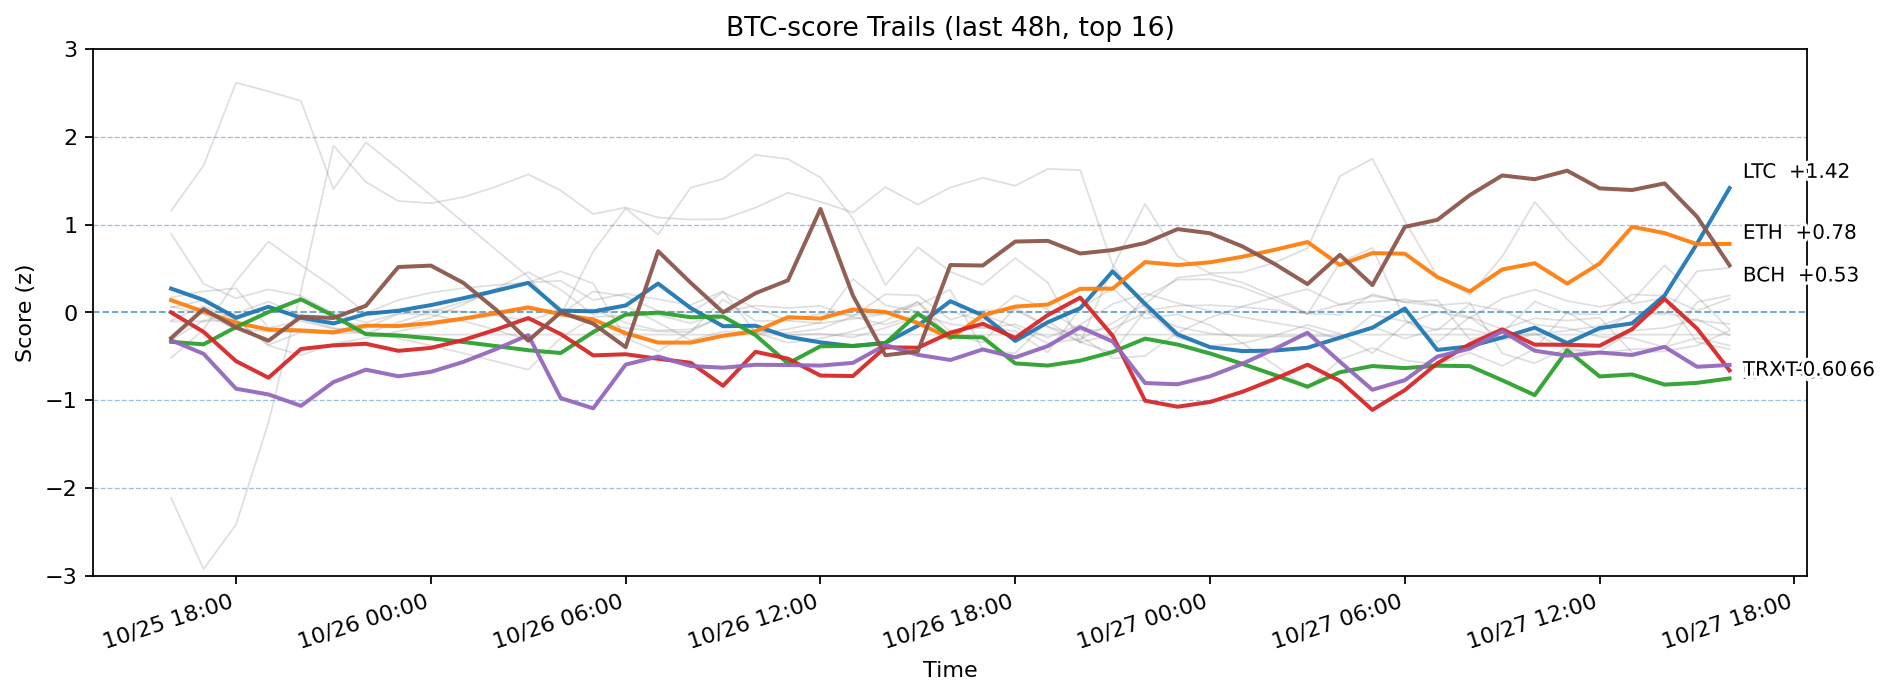 BTC-score Trails (last 48h, top 16)
3
2
1
0
−1
−2
−3
Score (z)
LTC +1.42
ETH +0.78
BCH +0.53
TRX -0.60
10/25 18:00
10/26 00:00
10/26 06:00
10/26 12:00
10/26 18:00
10/27 00:00
10/27 06:00
10/27 12:00
10/27 18:00
Time